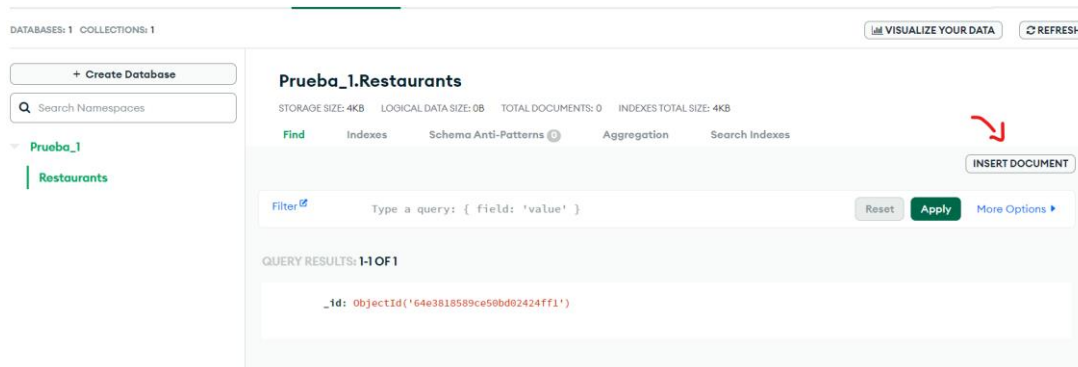 DATABASES: 1 COLLECTIONS: 1
VISUALIZE YOUR DATA
REFRESH
+ Create Database
Search Namespaces
Prueba_1
Restaurants
Prueba_1.Restaurants
STORAGE SIZE: 4KB LOGICAL DATA SIZE: 0B TOTAL DOCUMENTS: 0 INDEXES TOTAL SIZE: 4KB
Find Indexes Schema Anti-Patterns 0 Aggregation Search Indexes
INSERT DOCUMENT
Filter Type a query: { field: 'value' } Reset Apply More Options
QUERY RESULTS: 1-1 OF 1
_id: ObjectId('64e3818589ce50bd02424ff1')